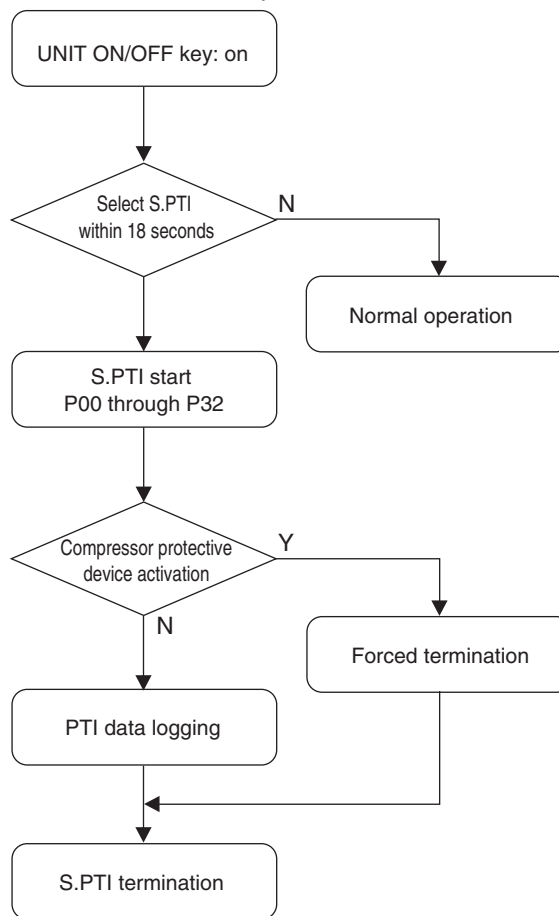 UNIT ON/OFF key: on
Select S.PTI
within 18 seconds
N
Normal operation
S.PTI start
P00 through P32
Compressor protective
device activation
Y
N
Forced termination
PTI data logging
S.PTI termination